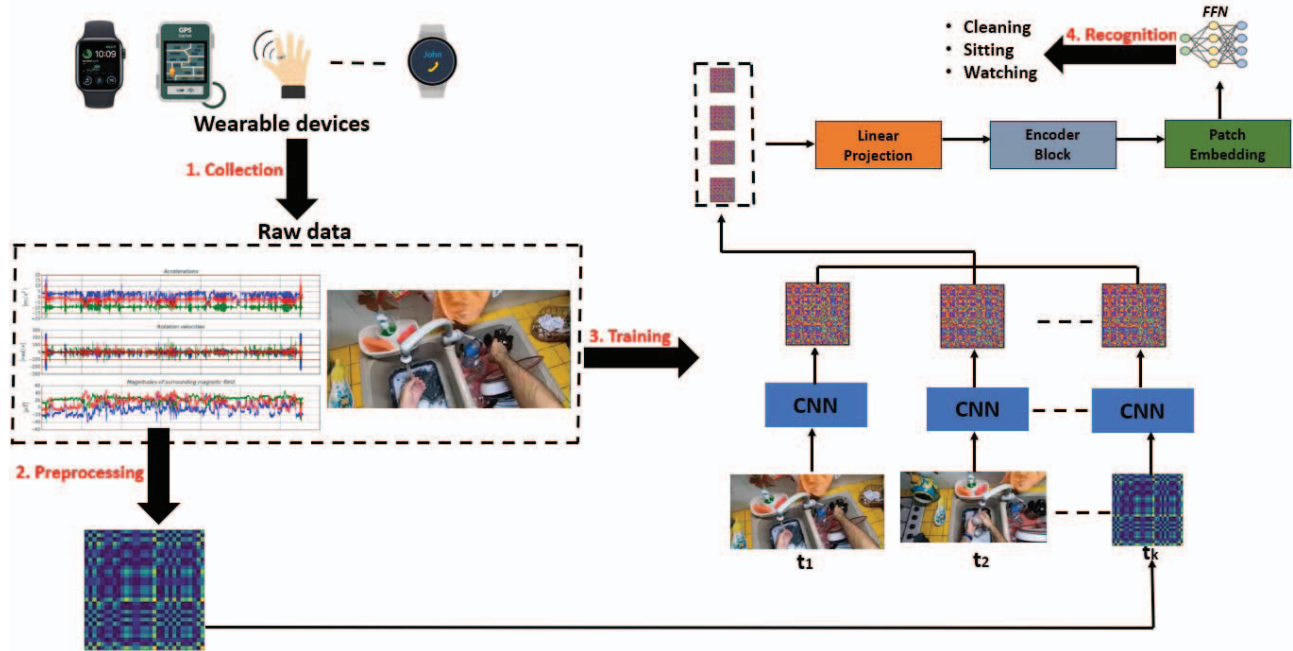 GPS
10:09
John
Wearable devices
1. Collection
Raw data
Accelerations
Rotation velocities
Magnitudes of surrounding magnetic field
2. Preprocessing
3. Training
CNN
CNN
CNN
t1
t2
tk
Linear
Projection
Encoder
Block
Patch
Embedding
FFN
4. Recognition
• Cleaning
• Sitting
• Watching